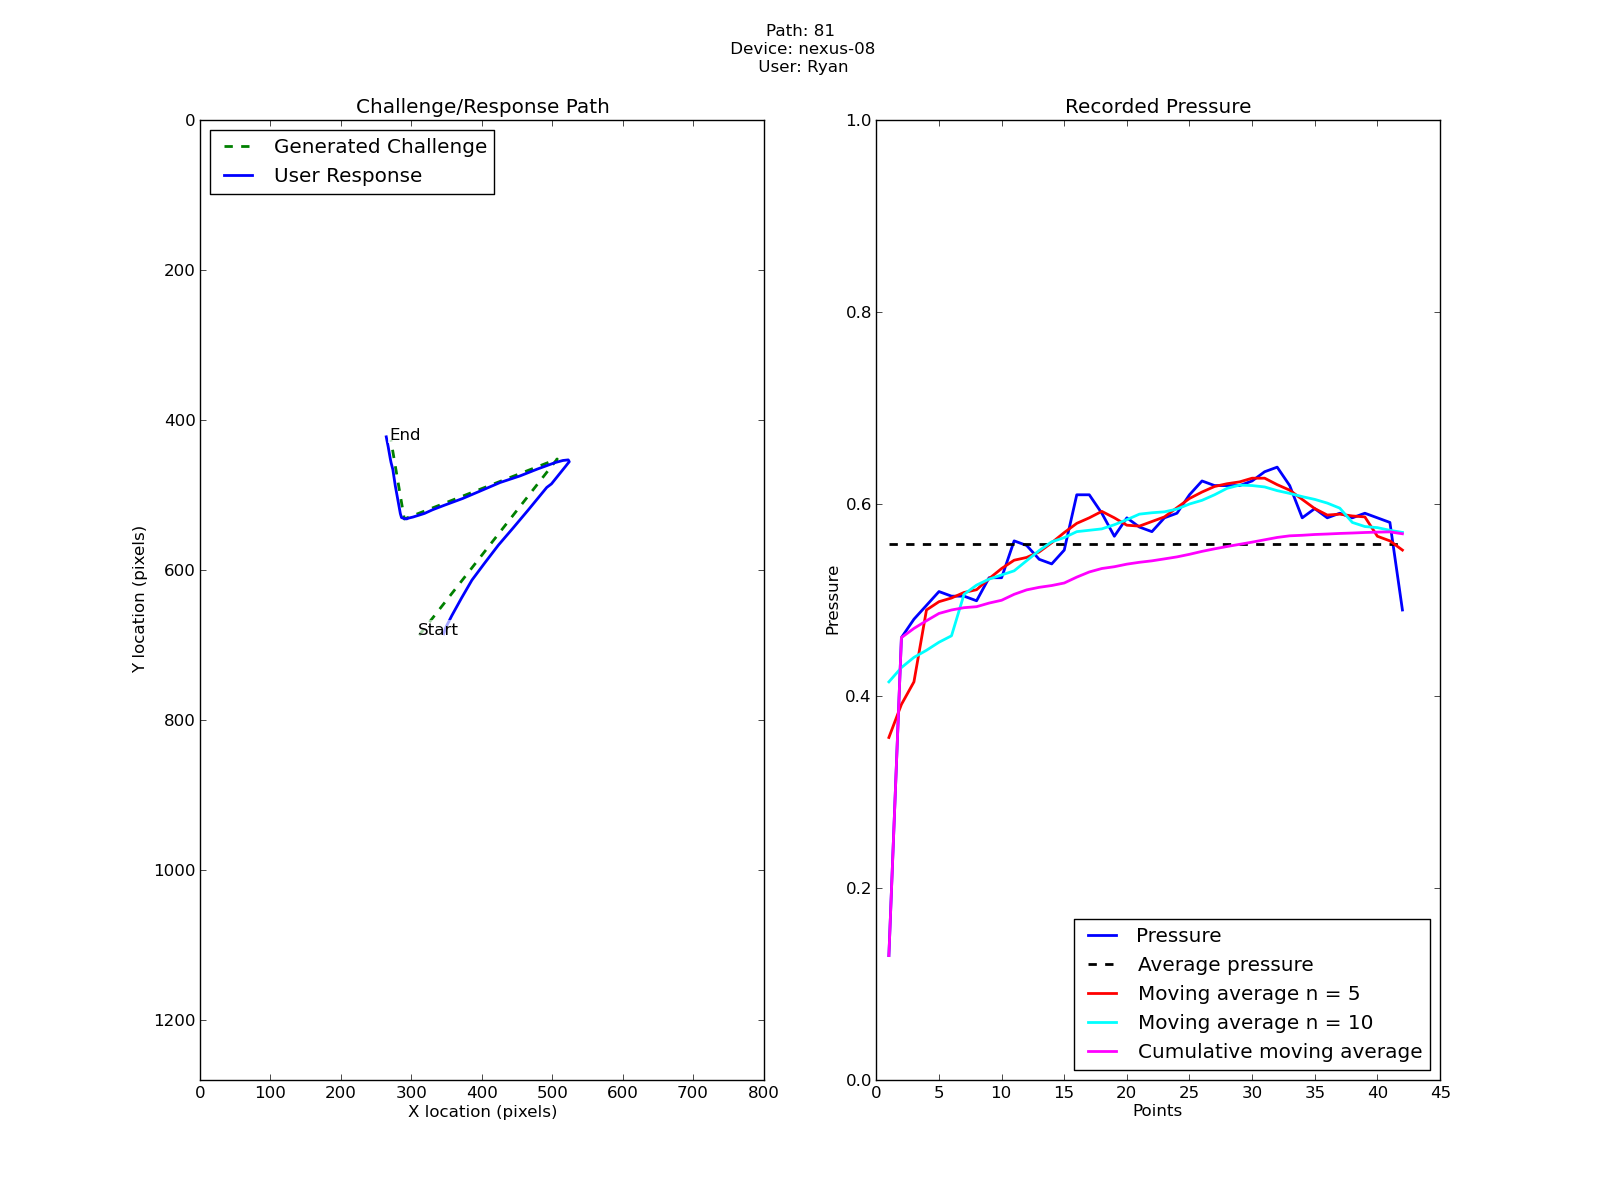 Path: 81
Device: nexus-08
User: Ryan
Challenge/Response Path
Generated Challenge
User Response
0
200
400
600
800
1000
1200
Y location (pixels)
End
Start
0 100 200 300 400 500 600 700 800
X location (pixels)
Recorded Pressure
1.0
0.8
0.6
0.4
0.2
0.0
Pressure
Pressure
Average pressure
Moving average n = 5
Moving average n = 10
Cumulative moving average
0 5 10 15 20 25 30 35 40 45
Points